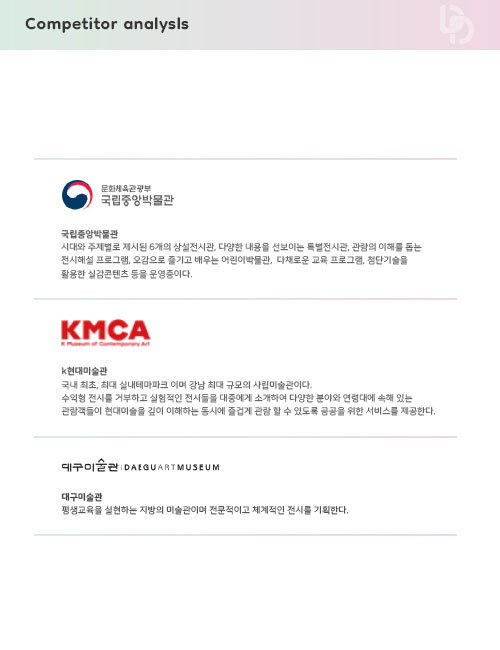 Competitor analysis
문화체육관광부
국립중앙박물관
국립중앙박물관
시대와 주제별로 제시된 6개의 상설전시관, 다양한 내용을 선보이는 특별전시관, 관람의 이해를 돕는
전시해설 프로그램, 오감으로 즐기고 배우는 어린이박물관, 다채로운 교육 프로그램, 첨단기술을
활용한 실감콘텐츠 등을 운영중이다.
KMCA
K Museum of Contemporary Art
k현대미술관
국내 최초, 최대 실내테마파크 이며 강남 최대 규모의 사립미술관이다.
수익형 전시를 거부하고 실험적인 전시들을 대중에게 소개하여 다양한 분야와 연령대에 속해 있는
관람객들이 현대미술을 깊이 이해하는 동시에 즐겁게 관람 할 수 있도록 공공을 위한 서비스를 제공한다.
대구미술관 | DAEGUARTMUSEUM
대구미술관
평생교육을 실현하는 지방의 미술관이며 전문적이고 체계적인 전시를 기획한다.